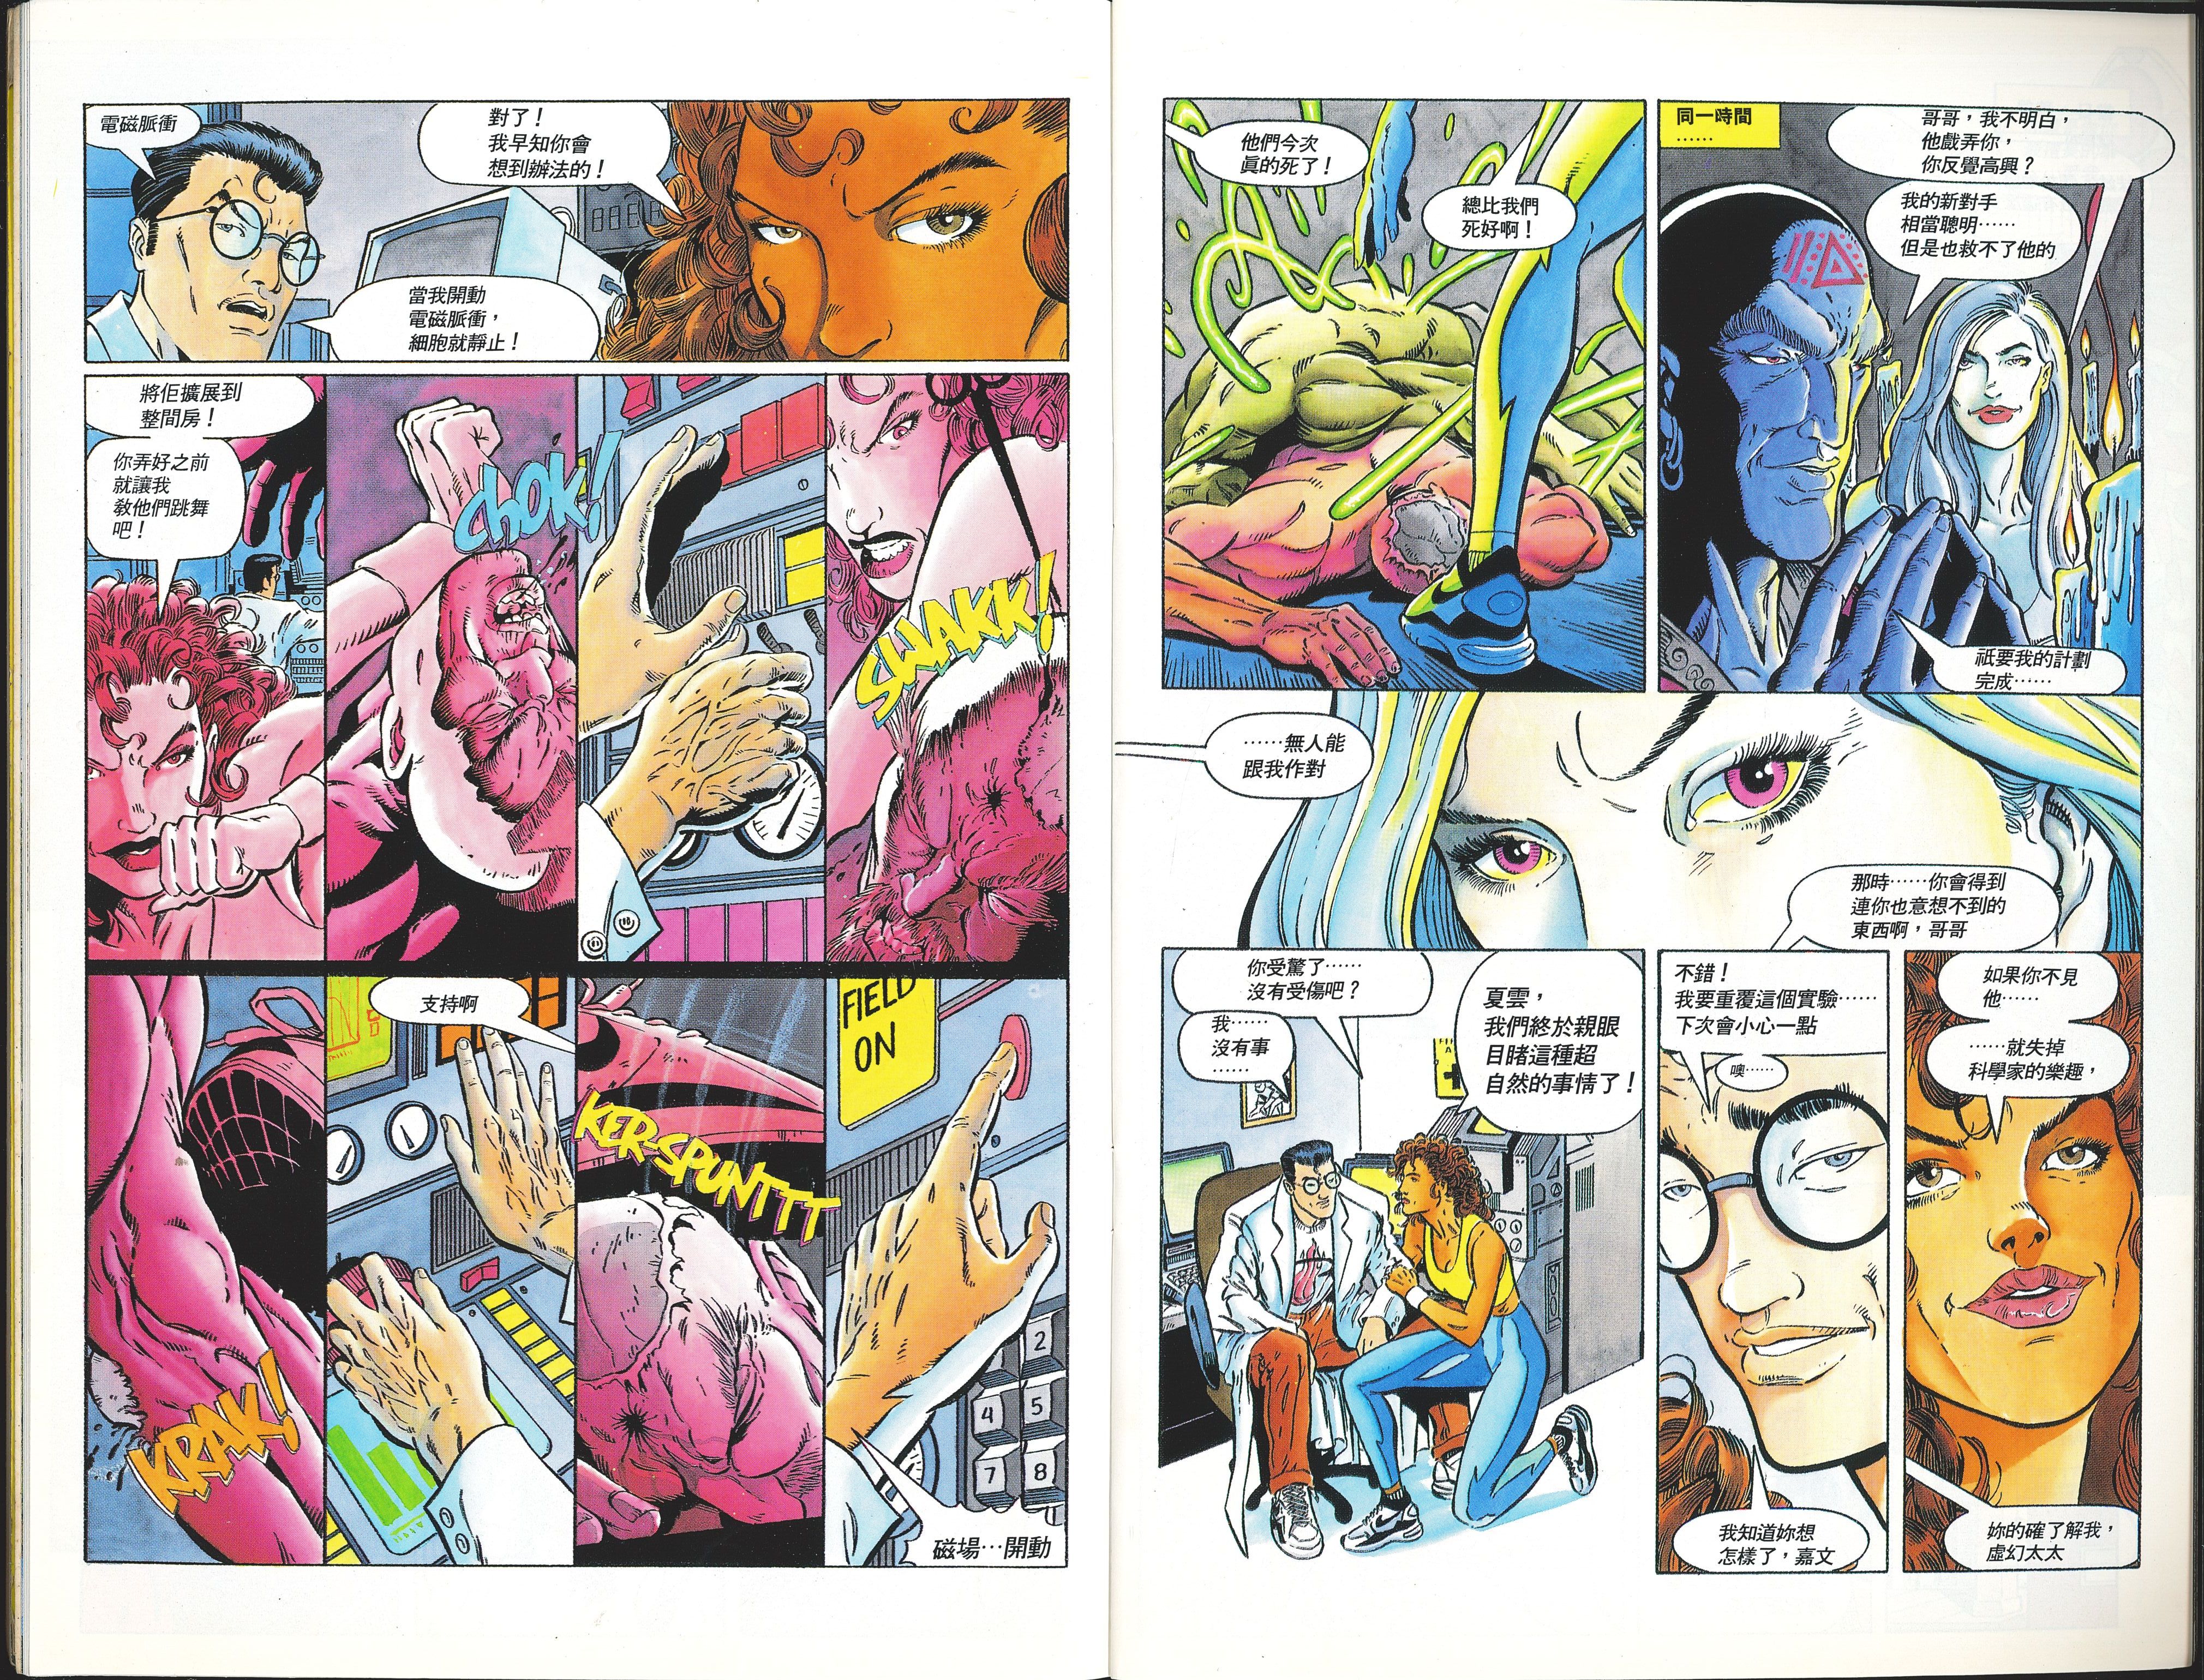 電磁脈衝
對了！
我早知你會
想到辦法的！
當我開動
電磁脈衝，
細胞就靜止！
將佢擴展到
整間房！
你弄好之前
就讓我
教他們跳舞
吧！
CHOK!
SWAKK!
KRAK!
支持啊
KER-SPUNTTT
FIELD
ON
2
4
5
7
8
磁場…開動
他們今次
真的死了！
總比我們
死好啊！
同一時間
……
哥哥，我不明白，
他戲弄你，
你反覺高興？
我的新對手
相當聰明……
但是也救不了他的
祇要我的計劃
完成……
……無人能
跟我作對
那時……你會得到
連你也意想不到的
東西啊，哥哥
你受驚了……
沒有受傷吧？
我……
沒有事
……
夏雲，
我們終於親眼
目睹這種超
自然的事情了！
不錯！
我要重覆這個實驗……
下次會小心一點
噢……
我知道妳想
怎樣了，嘉文
如果你不見
他……
……就失掉
科學家的樂趣，
妳的確了解我，
虛幻太太